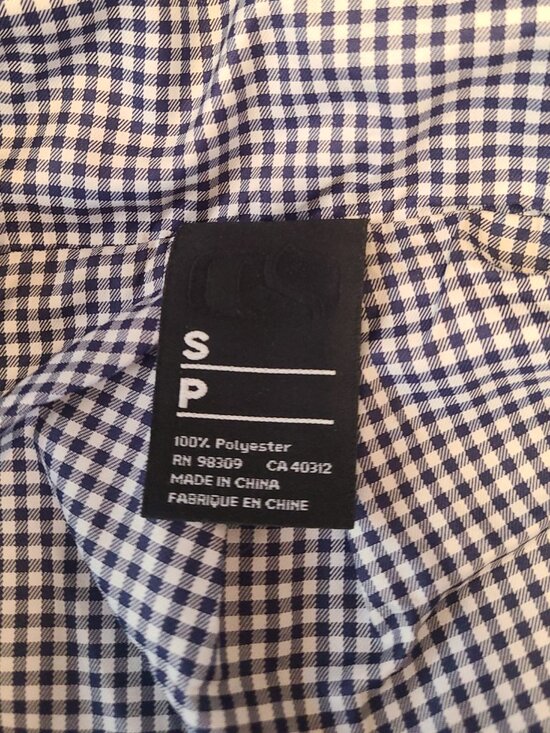 S
P
100% Polyester
RN 98309 CA 40312
MADE IN CHINA
FABRIQUE EN CHINE